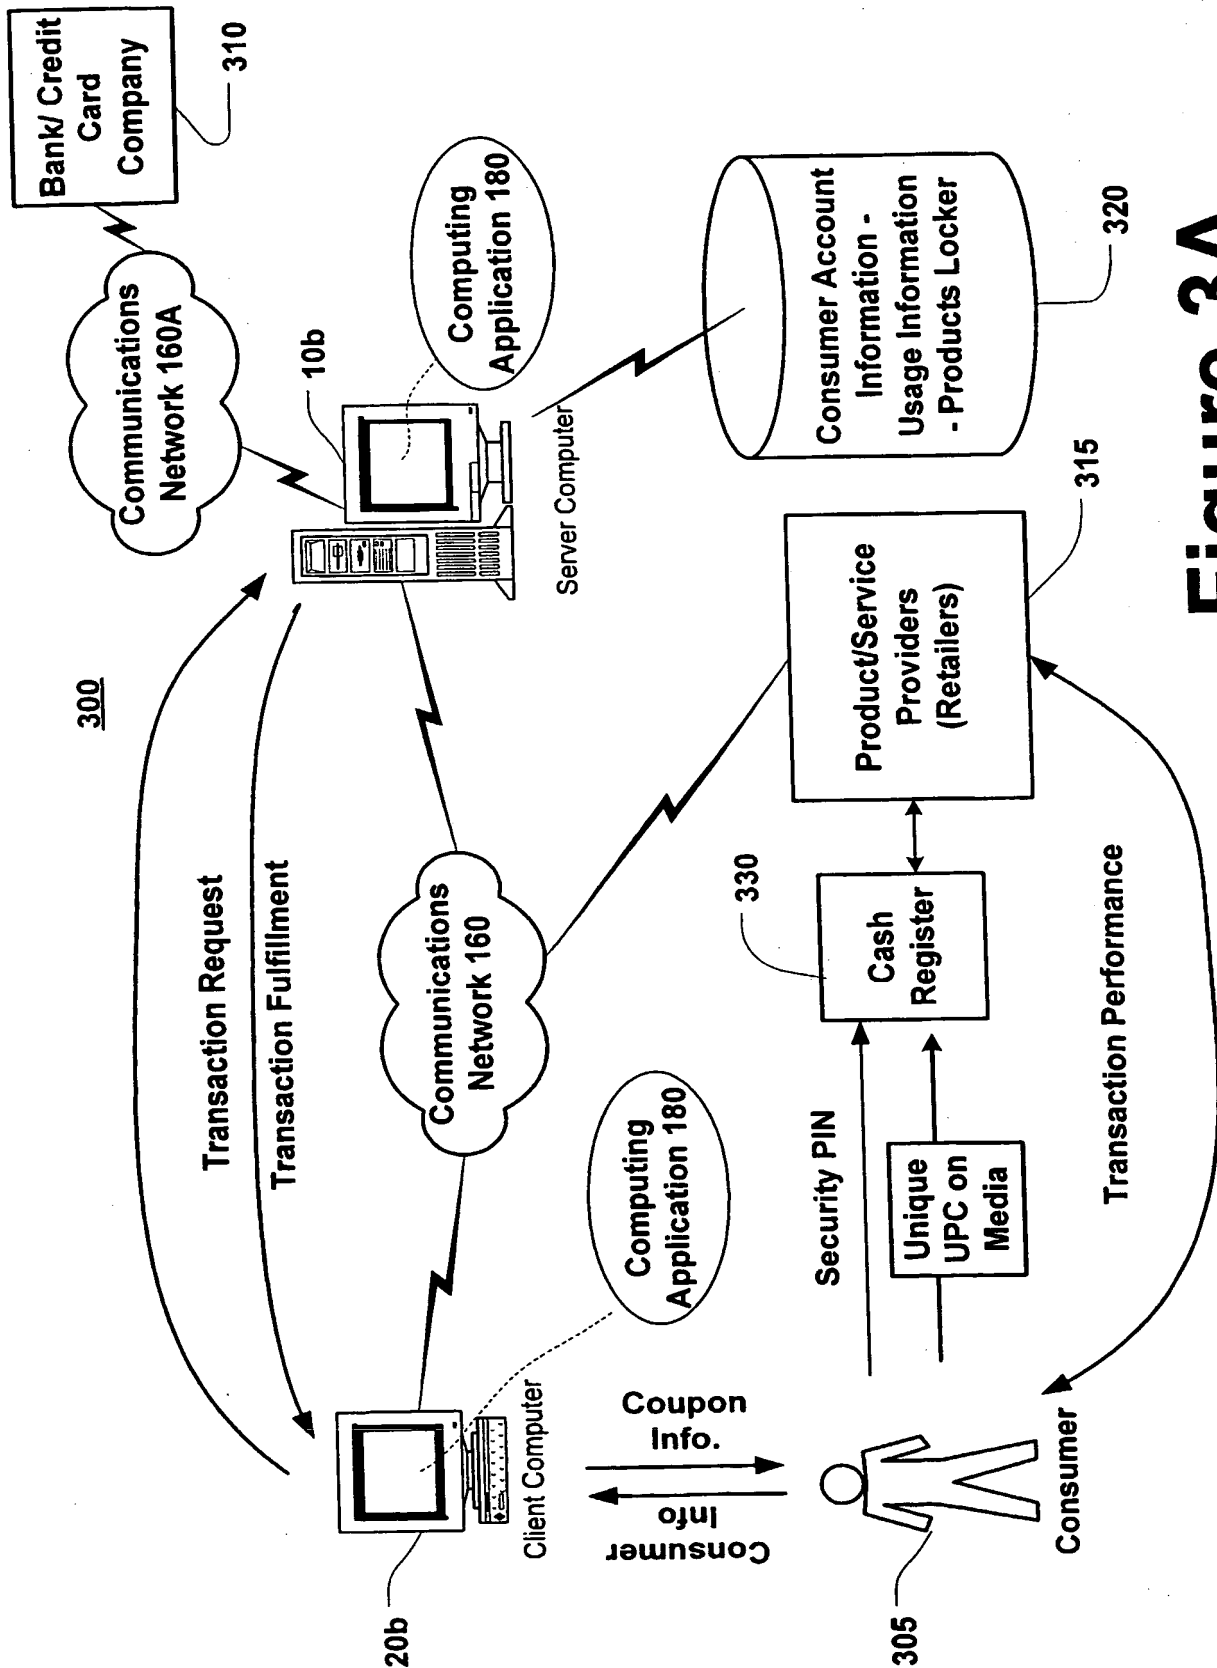 300
Bank/ Credit
Card
Company
310
Communications
Network 160A
Transaction Request
Transaction Fulfillment
10b
Computing
Application 180
Server Computer
Communications
Network 160
Consumer Account
Information -
Usage Information
- Products Locker
320
20b
Client Computer
Computing
Application 180
Product/Service
Providers
(Retailers)
315
Coupon
Info.
Consumer
Info
330
Cash
Register
Security PIN
Unique
UPC on
Media
305
Consumer
Transaction Performance
Figure 3A